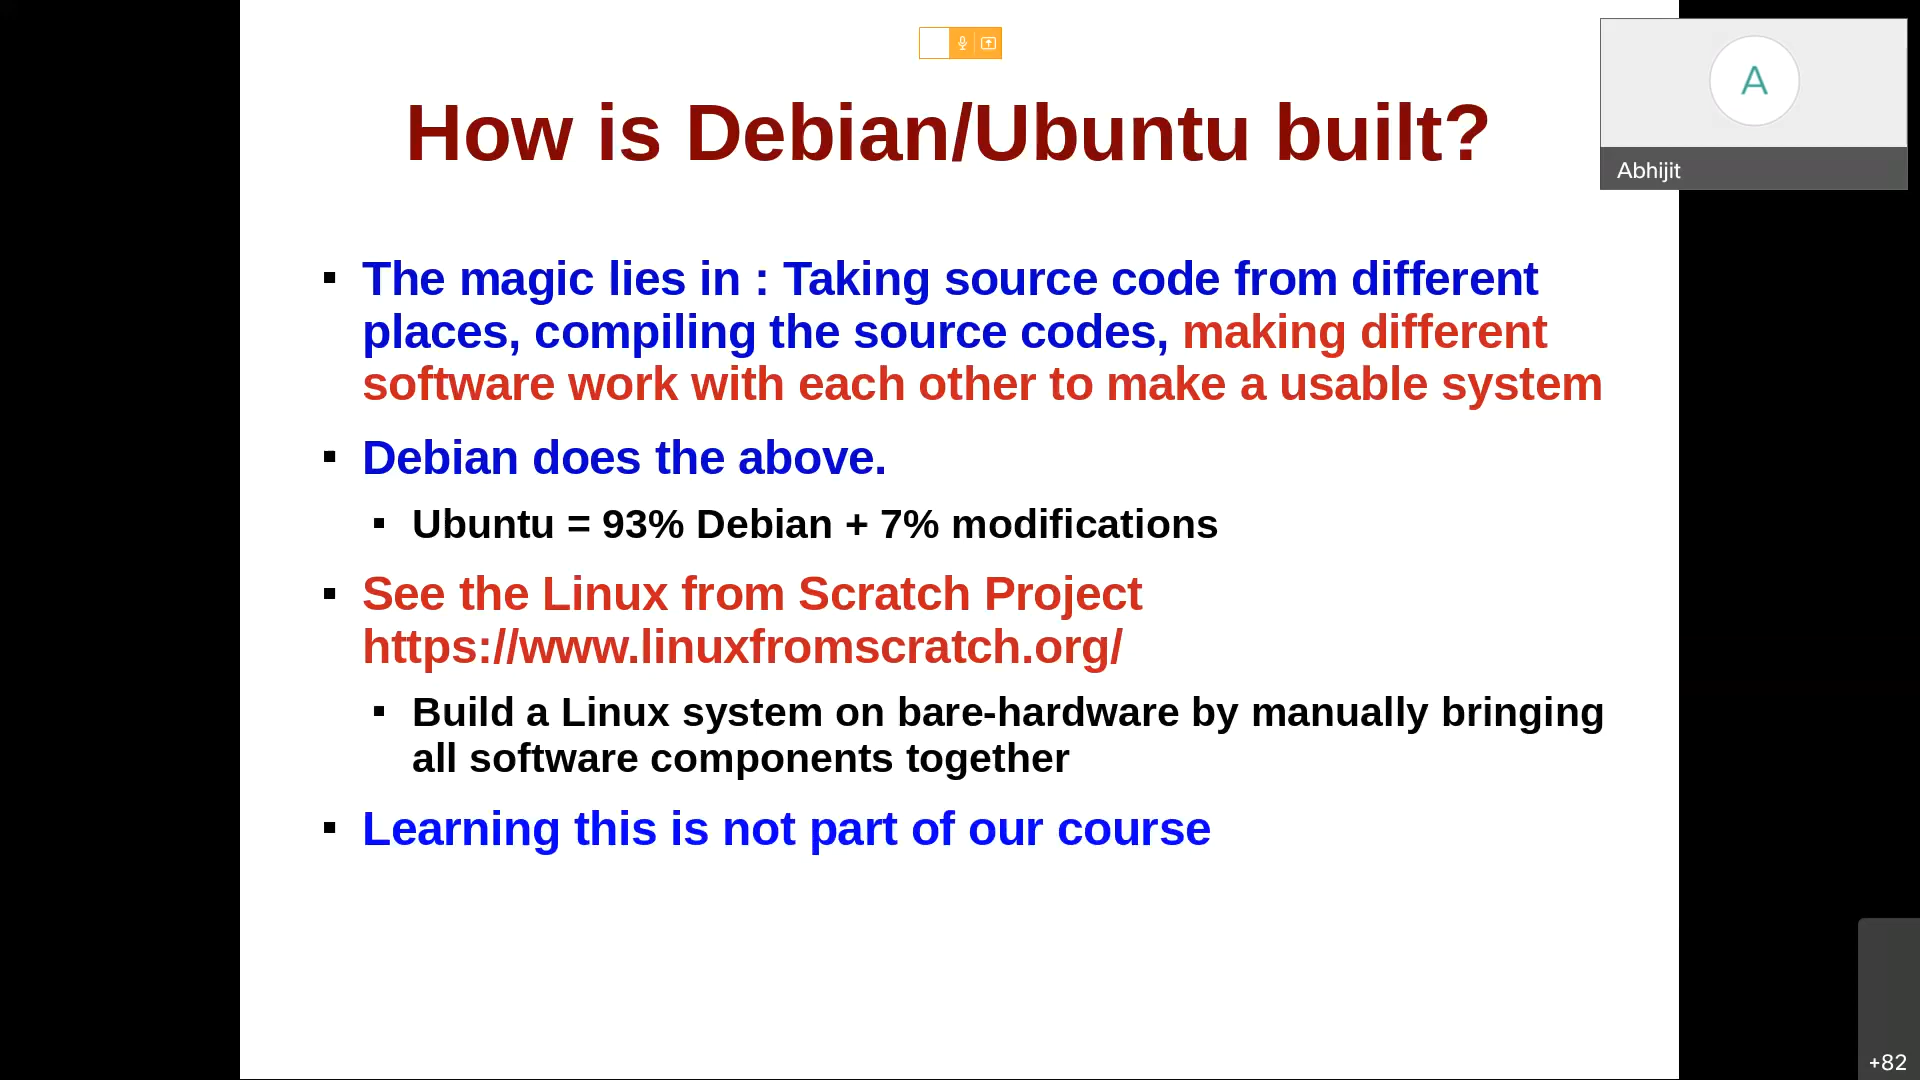 How is Debian/Ubuntu built?
A
Abhijit
The magic lies in : Taking source code from different
places, compiling the source codes, making different
software work with each other to make a usable system
Debian does the above.
Ubuntu = 93% Debian + 7% modifications
See the Linux from Scratch Project
https://www.linuxfromscratch.org/
Build a Linux system on bare-hardware by manually bringing
all software components together
Learning this is not part of our course
+82